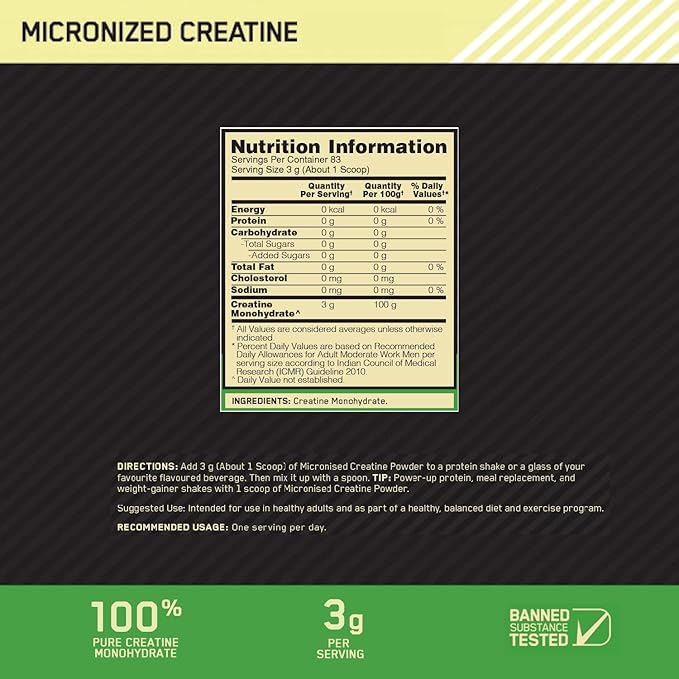 MICRONIZED CREATINE
Nutrition Information
Servings Per Container 83
Serving Size 3 g (About 1 Scoop)
Quantity Per Serving† Quantity Per 100g† % Daily Values†*
Energy 0 kcal 0 kcal 0 %
Protein 0 g 0 g 0 %
Carbohydrate 0 g 0 g
-Total Sugars 0 g 0 g
-Added Sugars 0 g 0 g
Total Fat 0 g 0 g 0 %
Cholesterol 0 mg 0 mg
Sodium 0 mg 0 mg 0 %
Creatine 3 g 100 g
Monohydrate^
† All Values are considered averages unless otherwise
indicated.
* Percent Daily Values are based on Recommended
Daily Allowances for Adult Moderate Work Men per
serving size according to Indian Council of Medical
Research (ICMR) Guideline 2010.
^ Daily Value not established.
INGREDIENTS: Creatine Monohydrate.
DIRECTIONS: Add 3 g (About 1 Scoop) of Micronised Creatine Powder to a protein shake or a glass of your
favourite flavoured beverage. Then mix it up with a spoon. TIP: Power-up protein, meal replacement, and
weight-gainer shakes with 1 scoop of Micronised Creatine Powder.
Suggested Use: Intended for use in healthy adults and as part of a healthy, balanced diet and exercise program.
RECOMMENDED USAGE: One serving per day.
100%
PURE CREATINE
MONOHYDRATE
3g
PER
SERVING
BANNED
SUBSTANCE
TESTED